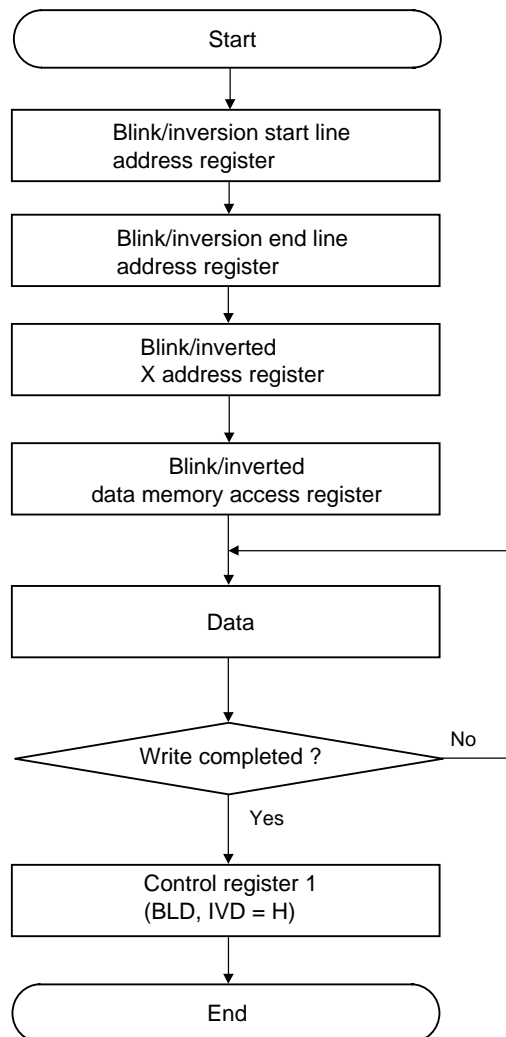 Start
Blink/inversion start line
address register
Blink/inversion end line
address register
Blink/inverted
X address register
Blink/inverted
data memory access register
Data
Write completed ?
No
Yes
Control register 1
(BLD, IVD = H)
End